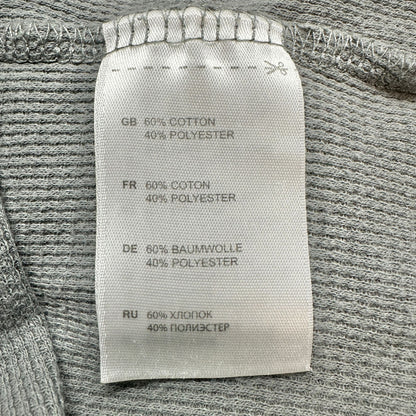 GB 60% COTTON
40% POLYESTER
FR 60% COTON
40% POLYESTER
DE 60% BAUMWOLLE
40% POLYESTER
RU 60% ХЛОПОК
40% ПОЛИЭСТЕР